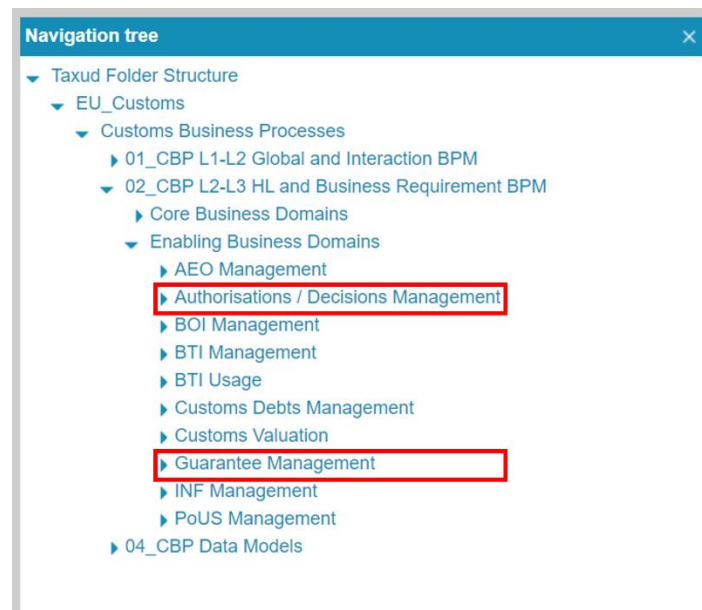 Navigation tree
Taxud Folder Structure
EU_Customs
Customs Business Processes
01_CBP L1-L2 Global and Interaction BPM
02_CBP L2-L3 HL and Business Requirement BPM
Core Business Domains
Enabling Business Domains
AEO Management
Authorisations / Decisions Management
BOI Management
BTI Management
BTI Usage
Customs Debts Management
Customs Valuation
Guarantee Management
INF Management
PoUS Management
04_CBP Data Models